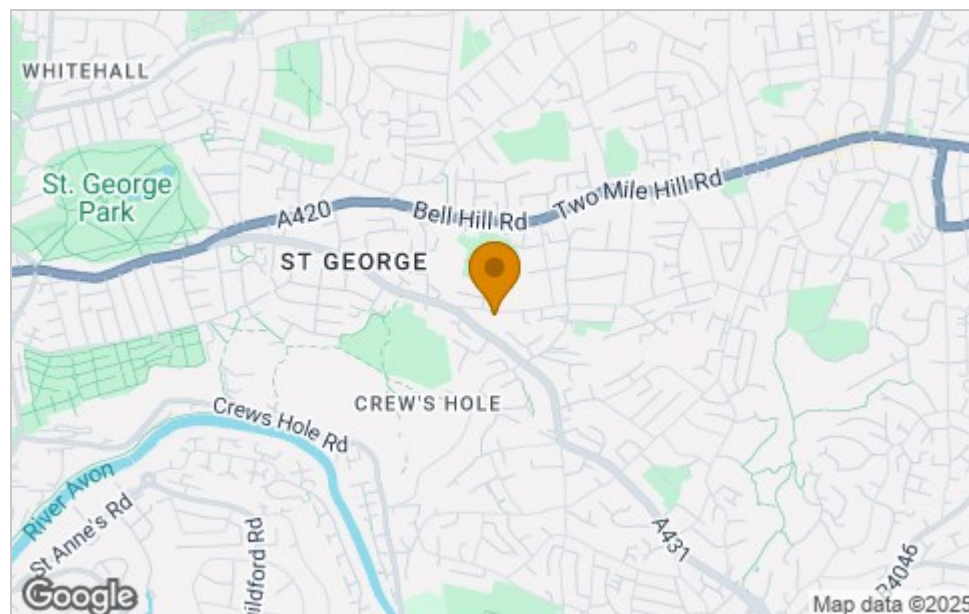 WHITEHALL
St. George
Park
A420
Bell Hill Rd
Two Mile Hill Rd
ST GEORGE
CREW'S HOLE
Crews Hole Rd
River Avon
St Anne's Rd
A431
Google
Map data ©2025